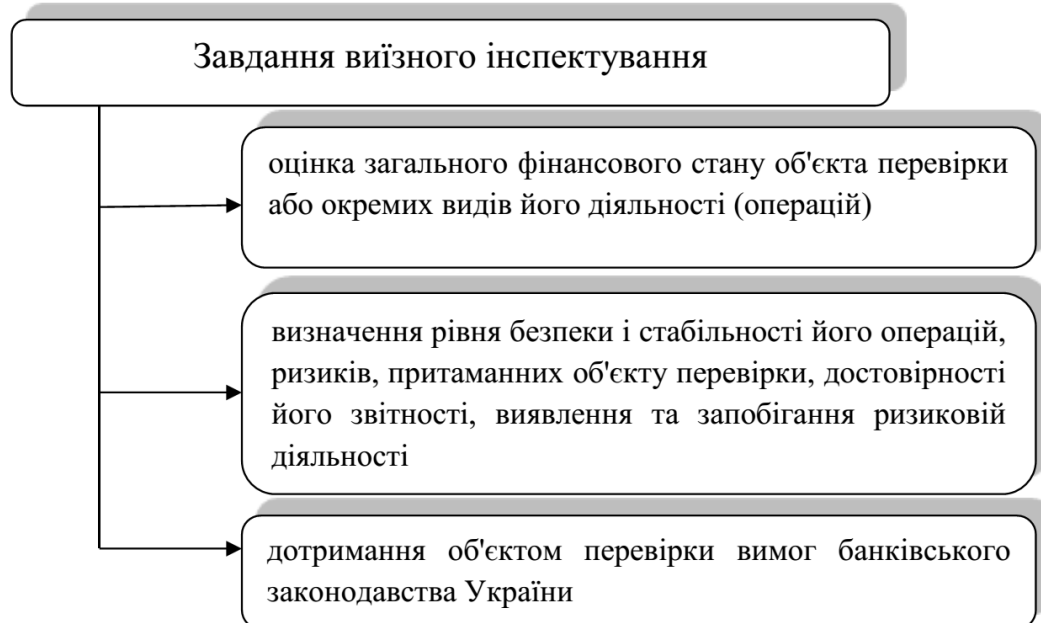 Завдання виїзного інспектування
оцінка загального фінансового стану об'єкта перевірки
або окремих видів його діяльності (операцій)
визначення рівня безпеки і стабільності його операцій,
ризиків, притаманних об'єкту перевірки, достовірності
його звітності, виявлення та запобігання ризиковій
діяльності
дотримання об'єктом перевірки вимог банківського
законодавства України